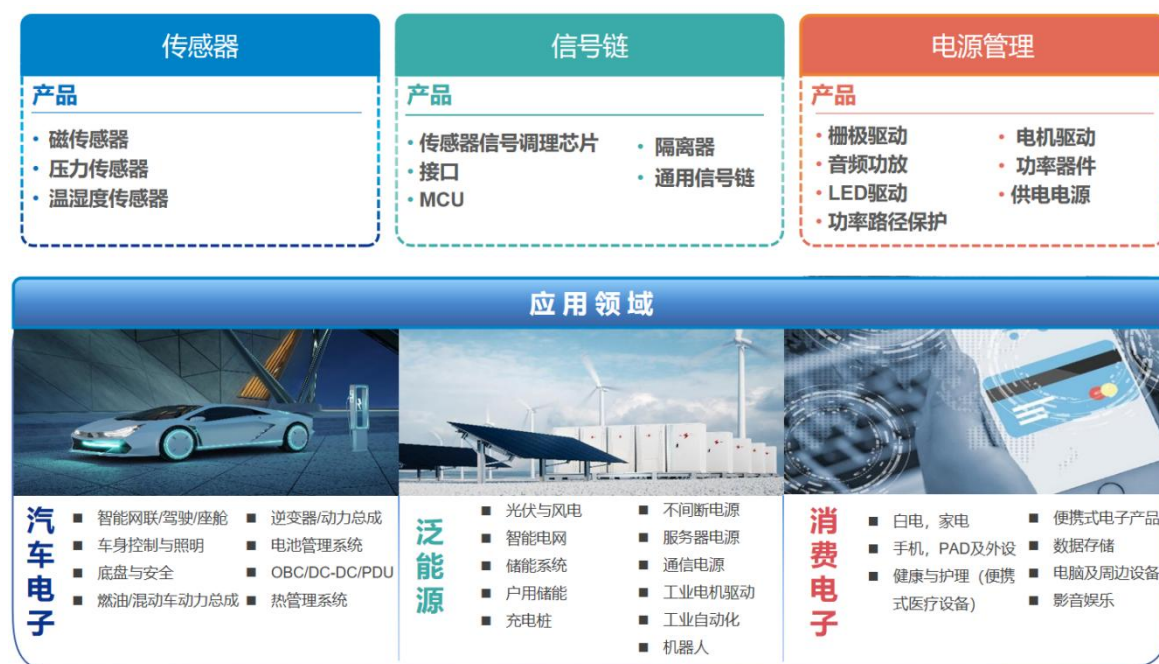 传感器
产品
• 磁传感器
• 压力传感器
• 温湿度传感器
信号链
产品
• 传感器信号调理芯片
• 接口
• MCU
• 隔离器
• 通用信号链
电源管理
产品
• 栅极驱动
• 音频功放
• LED驱动
• 功率路径保护
• 电机驱动
• 功率器件
• 供电电源
应用领域
汽车电子
■ 智能网联/驾驶/座舱
■ 车身控制与照明
■ 底盘与安全
■ 燃油/混动车动力总成
■ 逆变器/动力总成
■ 电池管理系统
■ OBC/DC-DC/PDU
■ 热管理系统
泛能源
■ 光伏与风电
■ 智能电网
■ 储能系统
■ 户用储能
■ 充电桩
■ 不间断电源
■ 服务器电源
■ 通信电源
■ 工业电机驱动
■ 工业自动化
■ 机器人
消费电子
■ 白电，家电
■ 手机，PAD及外设
■ 健康与护理（便携
式医疗设备）
■ 便携式电子产品
■ 数据存储
■ 电脑及周边设备
■ 影音娱乐